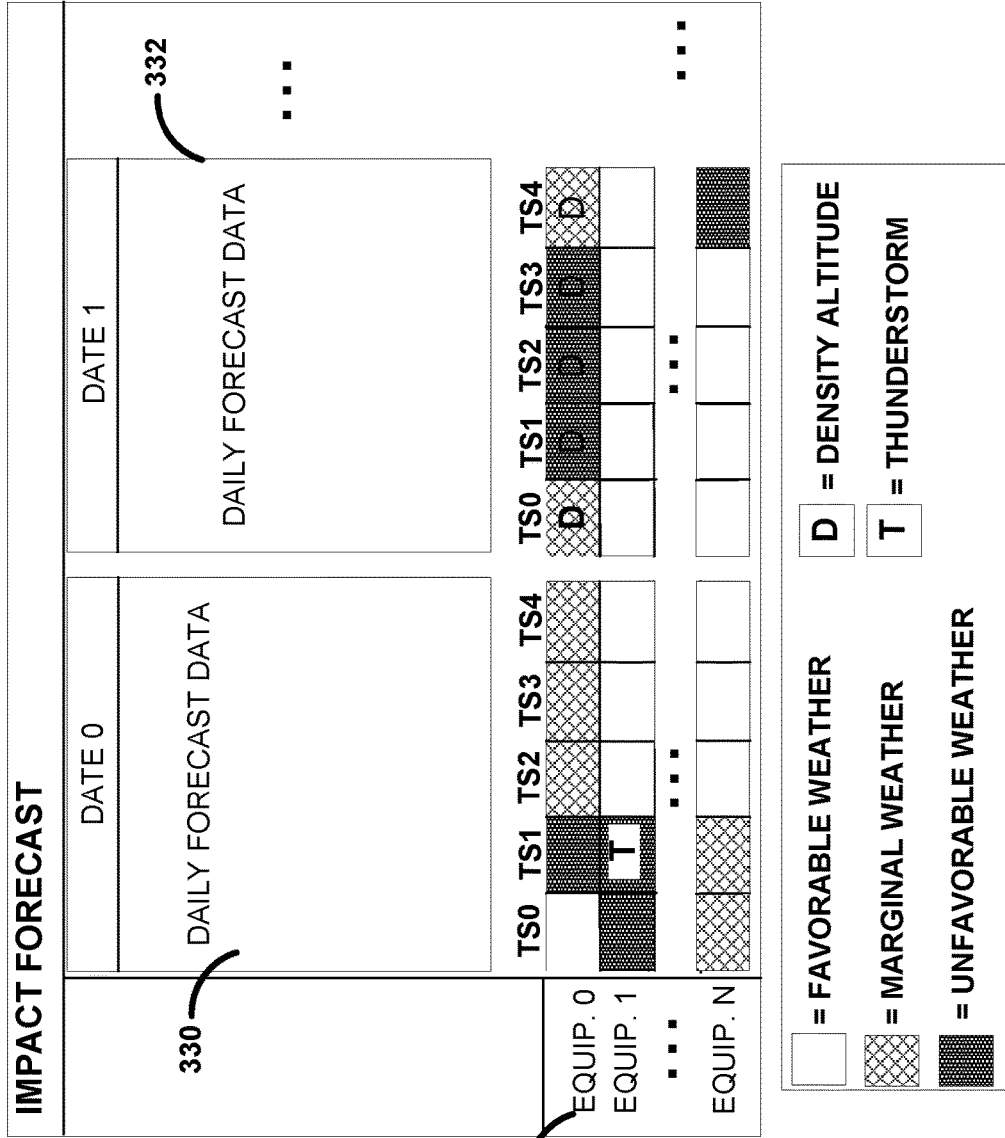 IMPACT FORECAST
DATE 0 DATE 1
DAILY FORECAST DATA DAILY FORECAST DATA
330 332
...
TS0 TS1 TS2 TS3 TS4 TS0 TS1 TS2 TS3 TS4
EQUIP. 0 D D D D D
EQUIP. 1 T
... ... ... ...
EQUIP. N
= FAVORABLE WEATHER D = DENSITY ALTITUDE
= MARGINAL WEATHER T = THUNDERSTORM
= UNFAVORABLE WEATHER